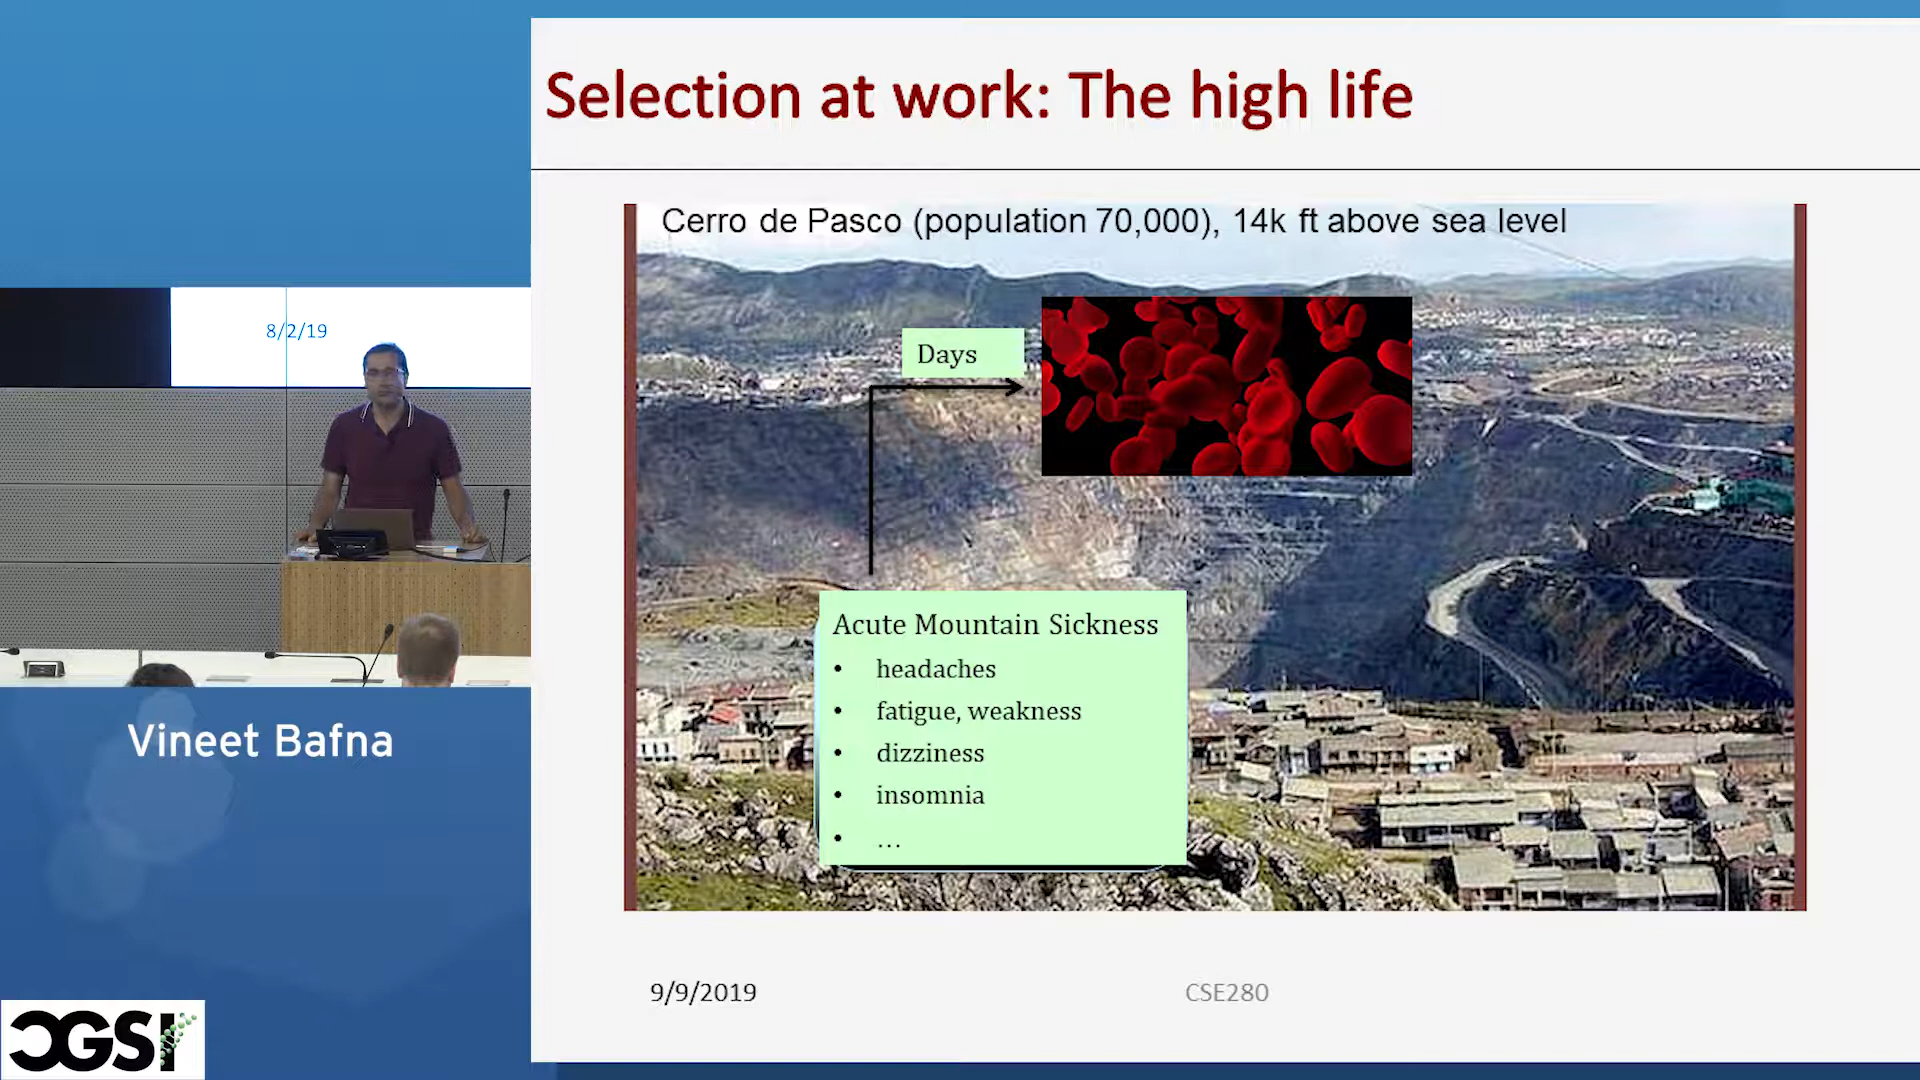 Selection at work: The high life
Cerro de Pasco (population 70,000), 14k ft above sea level
Days
8/2/19
Acute Mountain Sickness
• headaches
• fatigue, weakness
• dizziness
• insomnia
• ...
Vineet Bafna
9/9/2019
CSE280
CGSI